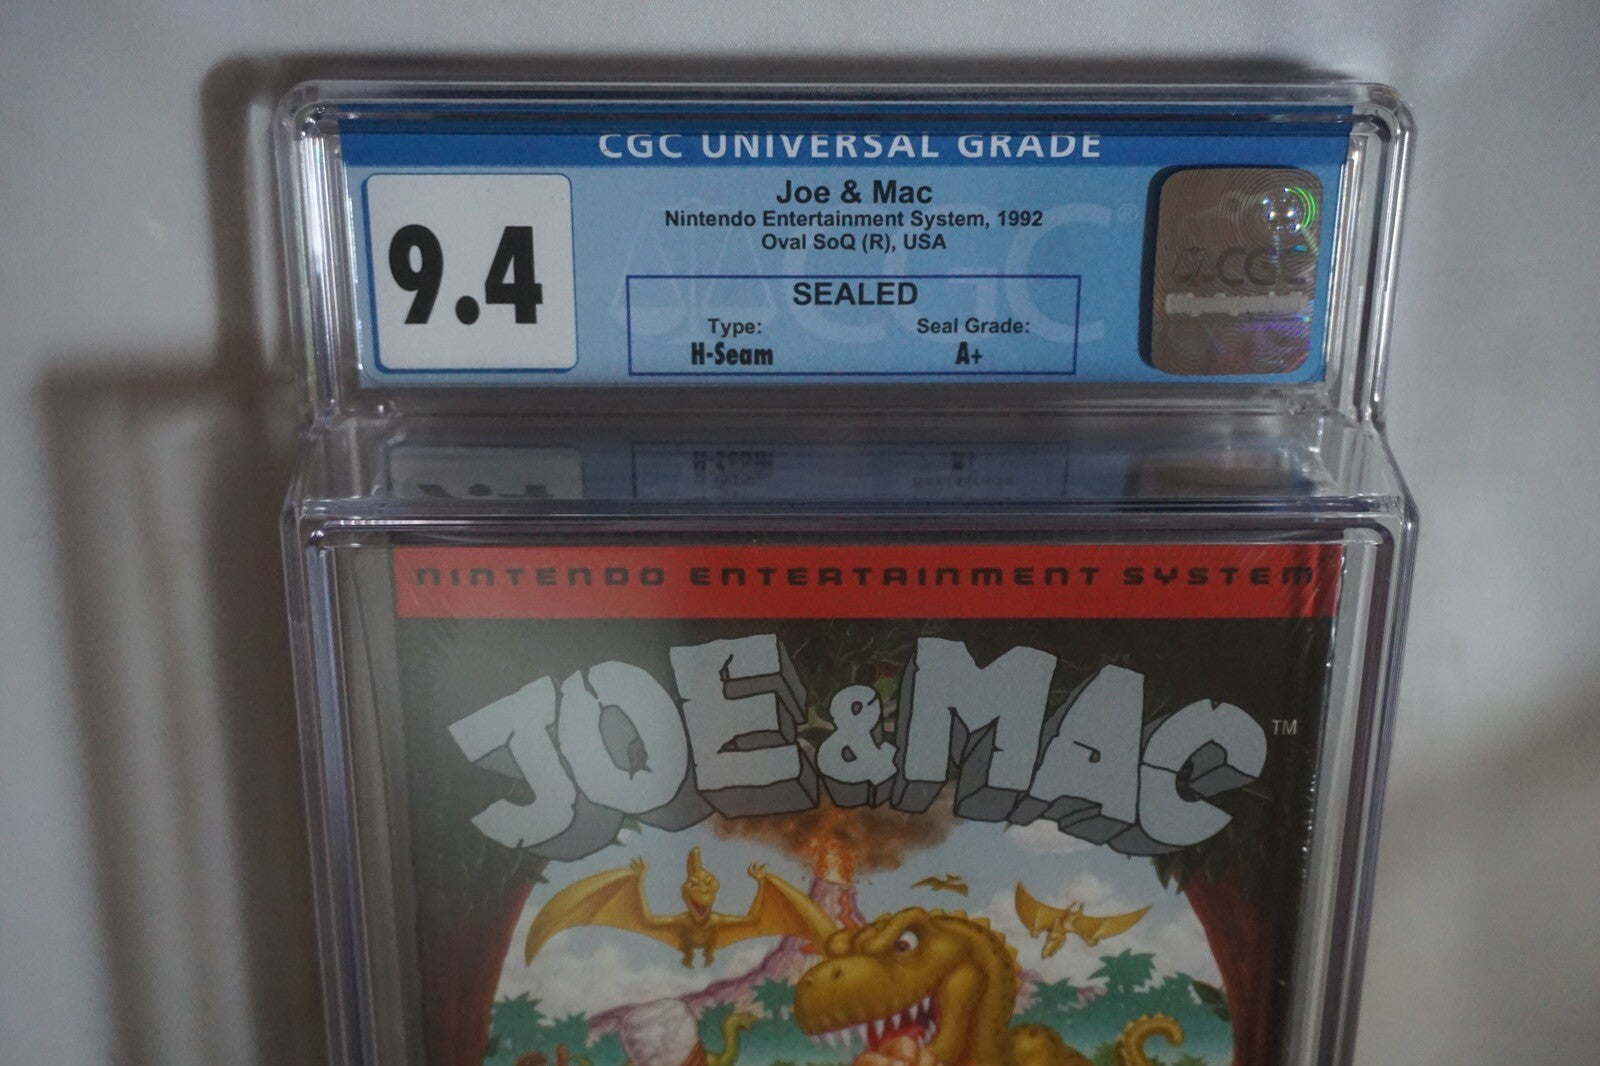 CGC UNIVERSAL GRADE
9.4
Joe & Mac
Nintendo Entertainment System, 1992
Oval SoQ (R), USA
SEALED
Type: Seal Grade:
H-Seam A+
CGC
NINTENDO ENTERTAINMENT SYSTEM
JOE & MAC TM